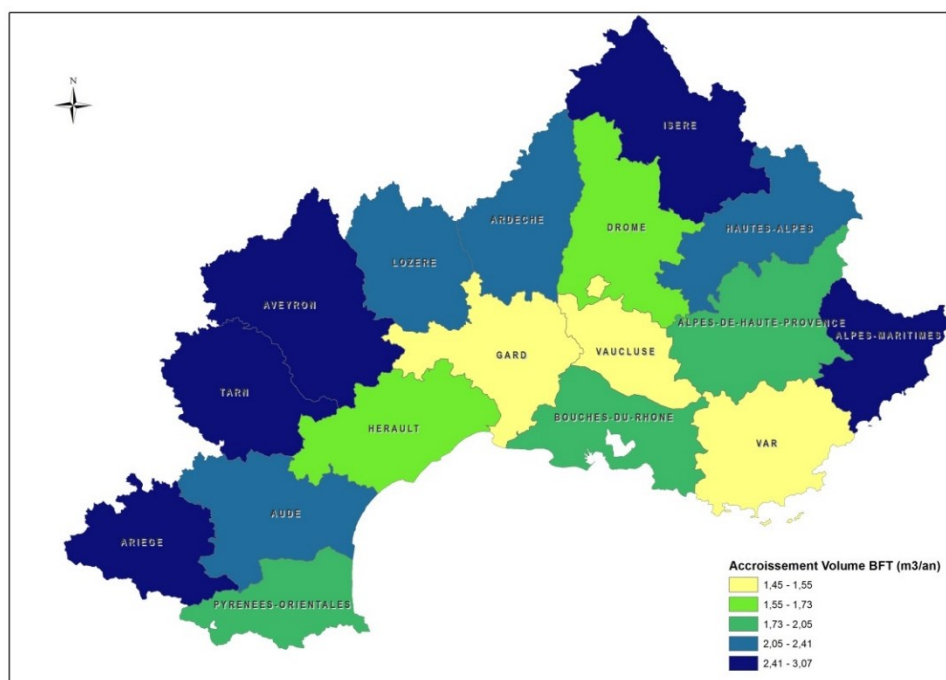 N
ISERE
ARDECHE
DROME
HAUTES-ALPES
LOZERE
AVEYRON
ALPES-DE-HAUTE-PROVENCE
ALPES-MARITIMES
GARD
VAUCLUSE
TARN
BOUCHES-DU-RHONE
HERAULT
VAR
AUDE
ARIEGE
PYRENEES-ORIENTALES
Accroissement Volume BFT (m3/an)
1,45 - 1,55
1,55 - 1,73
1,73 - 2,05
2,05 - 2,41
2,41 - 3,07